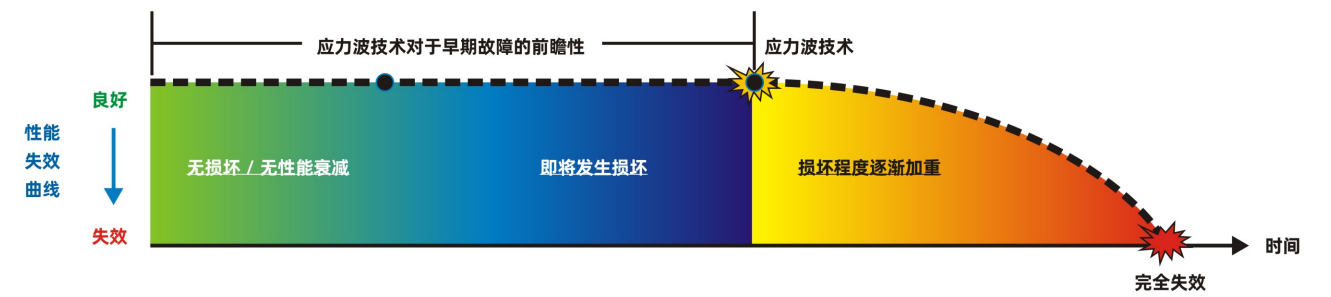 应力波技术对于早期故障的前瞻性
应力波技术
良好
性能
失效
曲线
失效
无损坏 / 无性能衰减
即将发生损坏
损坏程度逐渐加重
时间
完全失效